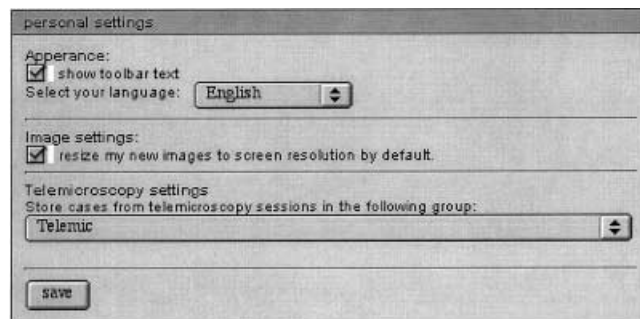 personal settings
Apperance:
show toolbar text
Select your language: English
Image settings:
resize my new images to screen resolution by default.
Telemicroscopy settings
Store cases from telemicroscopy sessions in the following group:
Telemic
save